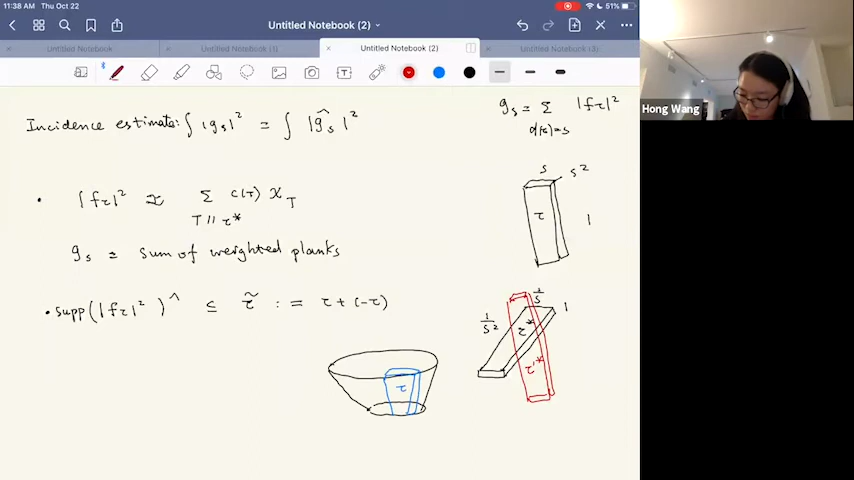 11:38 AM Thu Oct 22
51%
Untitled Notebook (2)
Untitled Notebook
Untitled Notebook (1)
Untitled Notebook (2)
Untitled Notebook (3)
Hong Wang
Incidence estimate: ∫ |g_s|² = ∫ |ĝ_s|²
g_s = Σ_{d(τ)=s} |f_τ|²
|f_τ|² ≈ Σ_{T∥τ*} c(T) χ_T
g_s = sum of weighted planks
supp(|f_τ|²)^ ⊆ τ̃ := τ+(-τ)
s
s²
τ
1
1/s
1
1/s²
τ*
τ'*
τ